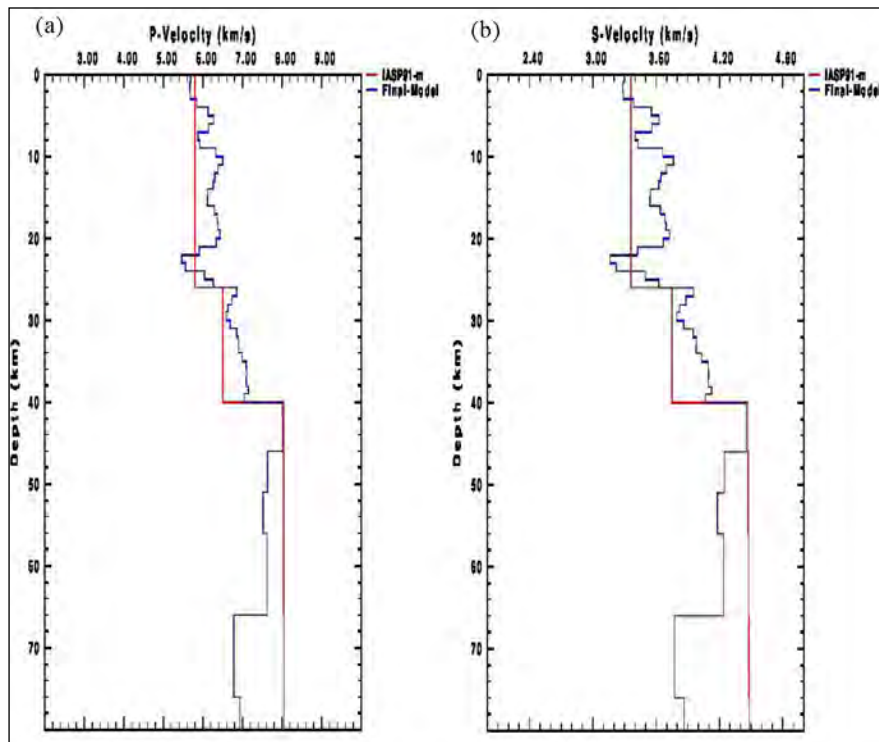 (a)
P-Velocity (km/s)
3.00 4.00 5.00 6.00 7.00 8.00 9.00
IASP91-m
Final-Model
0
10
20
30
40
50
60
70
Depth (km)
(b)
S-Velocity (km/s)
2.40 3.00 3.60 4.20 4.80
IASP91-m
Final-Model
0
10
20
30
40
50
60
70
Depth (km)